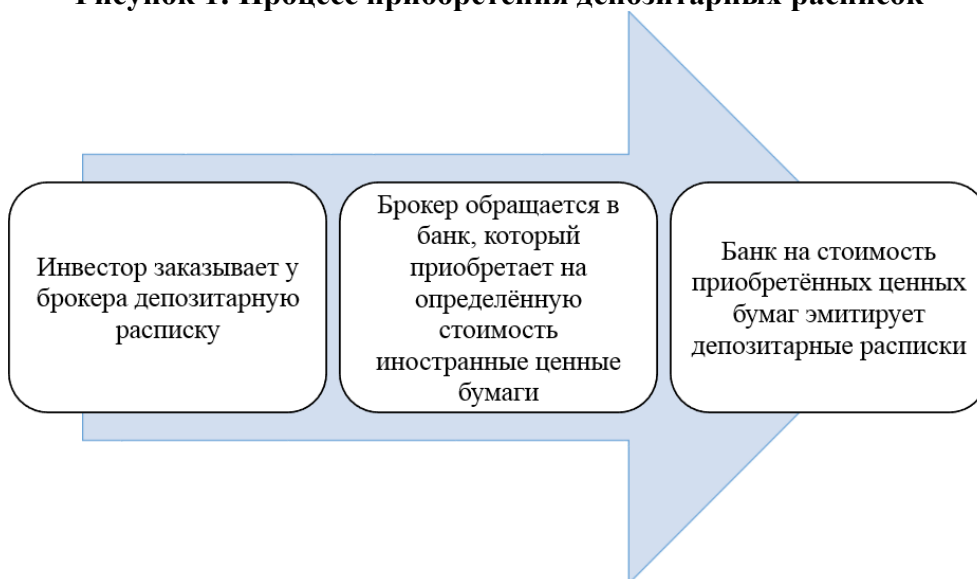 Рисунок 1. Процесс приобретения депозитарных расписок
Инвестор заказывает у
брокера депозитарную
расписку
Брокер обращается в
банк, который
приобретает на
определённую
стоимость
иностранные ценные
бумаги
Банк на стоимость
приобретённых ценных
бумаг эмитирует
депозитарные расписки